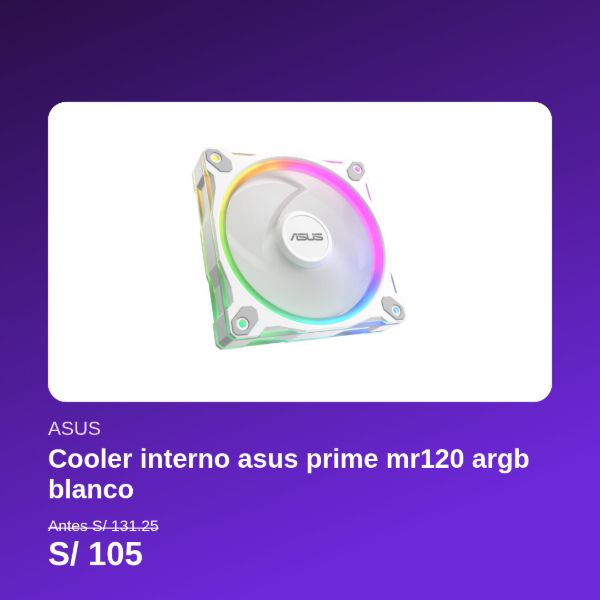 ASUS
ASUS
Cooler interno asus prime mr120 argb
blanco
Antes S/ 131.25
S/ 105